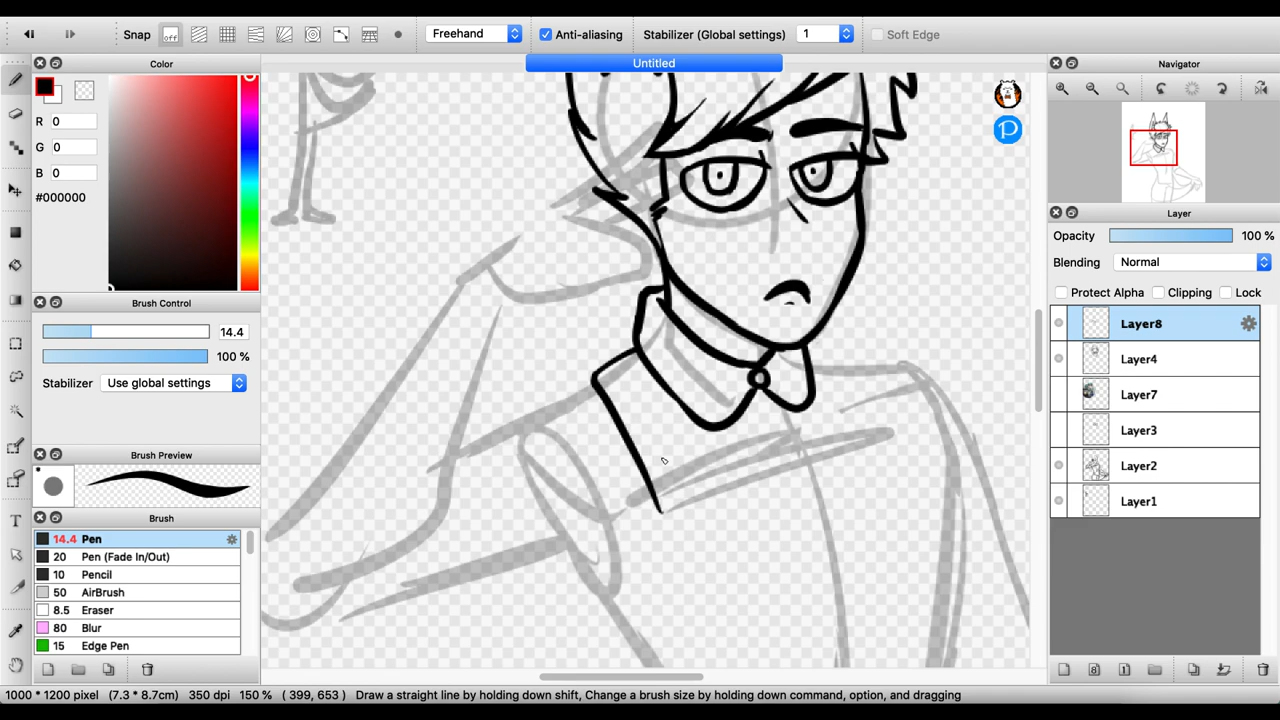 Snap
off
Freehand
Anti-aliasing
Stabilizer (Global settings)
1
Soft Edge
Color
Untitled
Navigator
R 0
G 0
B 0
#000000
Brush Control
14.4
100 %
Stabilizer Use global settings
Brush Preview
Brush
14.4 Pen
20 Pen (Fade In/Out)
10 Pencil
50 AirBrush
8.5 Eraser
80 Blur
15 Edge Pen
P
Layer
Opacity 100 %
Blending Normal
Protect Alpha Clipping Lock
Layer8
Layer4
Layer7
Layer3
Layer2
Layer1
T
8 1
1000 * 1200 pixel (7.3 * 8.7cm) 350 dpi 150 % ( 399, 653 ) Draw a straight line by holding down shift, Change a brush size by holding down command, option, and dragging